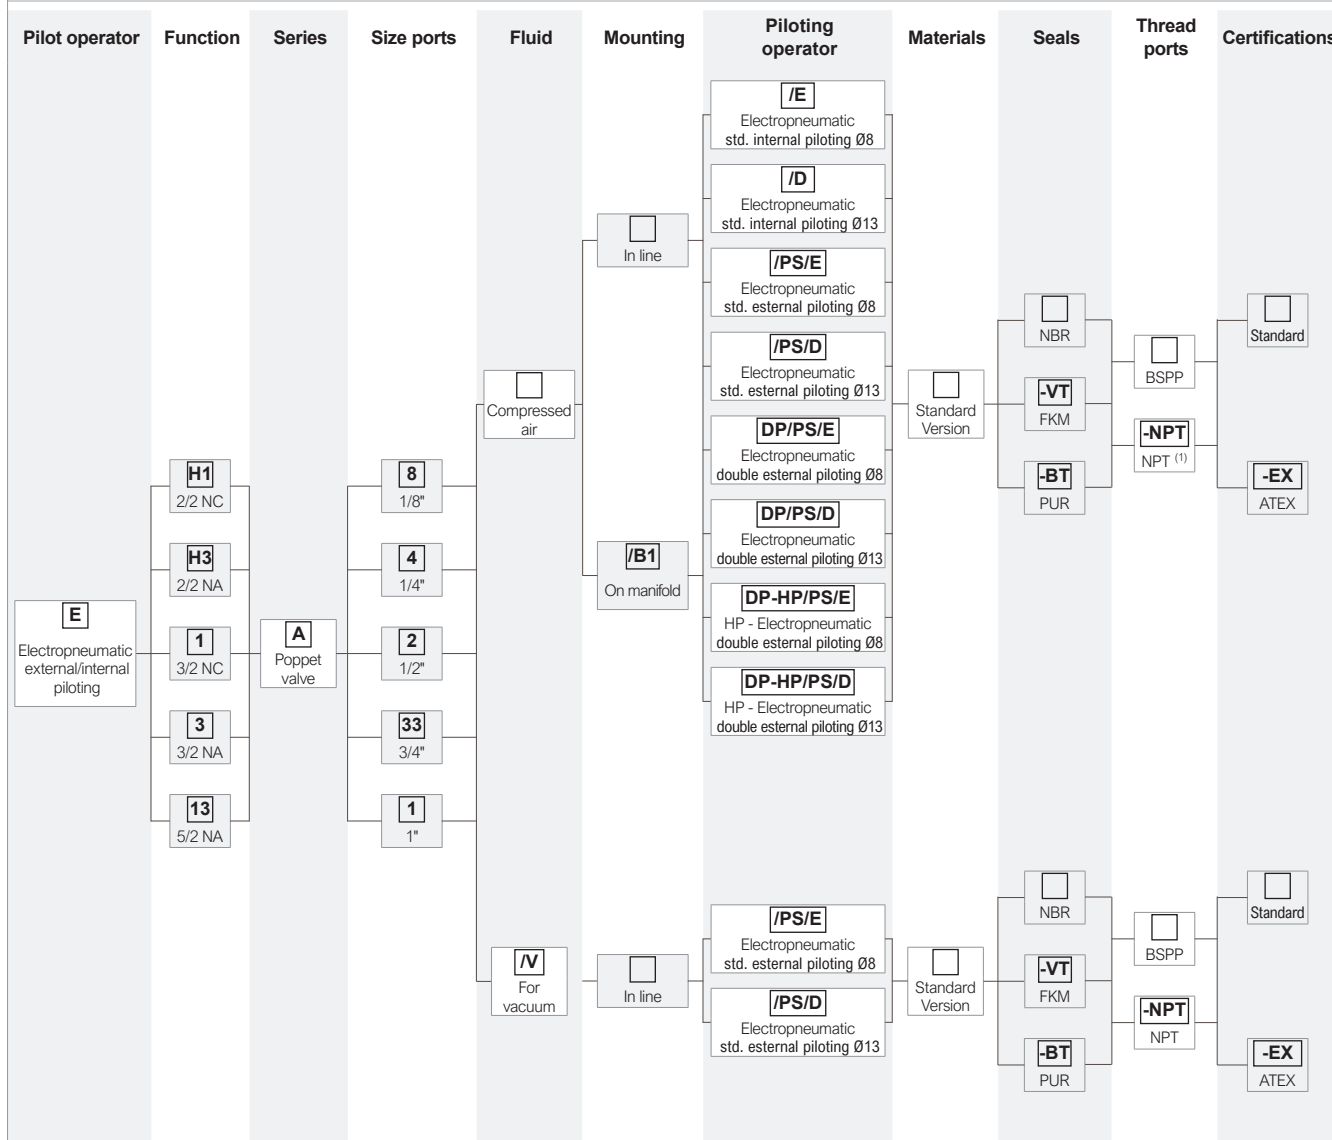 Pilot operator
Function
Series
Size ports
Fluid
Mounting
Piloting
operator
Materials
Seals
Thread
ports
Certifications
E
Electropneumatic
external/internal
piloting
H1
2/2 NC
H3
2/2 NA
1
3/2 NC
3
3/2 NA
13
5/2 NA
A
Poppet
valve
8
1/8"
4
1/4"
2
1/2"
33
3/4"
1
1"
Compressed
air
In line
/B1
On manifold
/E
Electropneumatic
std. internal piloting Ø8
/D
Electropneumatic
std. internal piloting Ø13
/PS/E
Electropneumatic
std. esternal piloting Ø8
/PS/D
Electropneumatic
std. esternal piloting Ø13
DP/PS/E
Electropneumatic
double esternal piloting Ø8
DP/PS/D
Electropneumatic
double esternal piloting Ø13
DP-HP/PS/E
HP - Electropneumatic
double esternal piloting Ø8
DP-HP/PS/D
HP - Electropneumatic
double esternal piloting Ø13
Standard
Version
NBR
-VT
FKM
-BT
PUR
BSPP
-NPT
NPT (1)
Standard
-EX
ATEX
/V
For
vacuum
In line
/PS/E
Electropneumatic
std. esternal piloting Ø8
/PS/D
Electropneumatic
std. esternal piloting Ø13
Standard
Version
NBR
-VT
FKM
-BT
PUR
BSPP
-NPT
NPT
Standard
-EX
ATEX